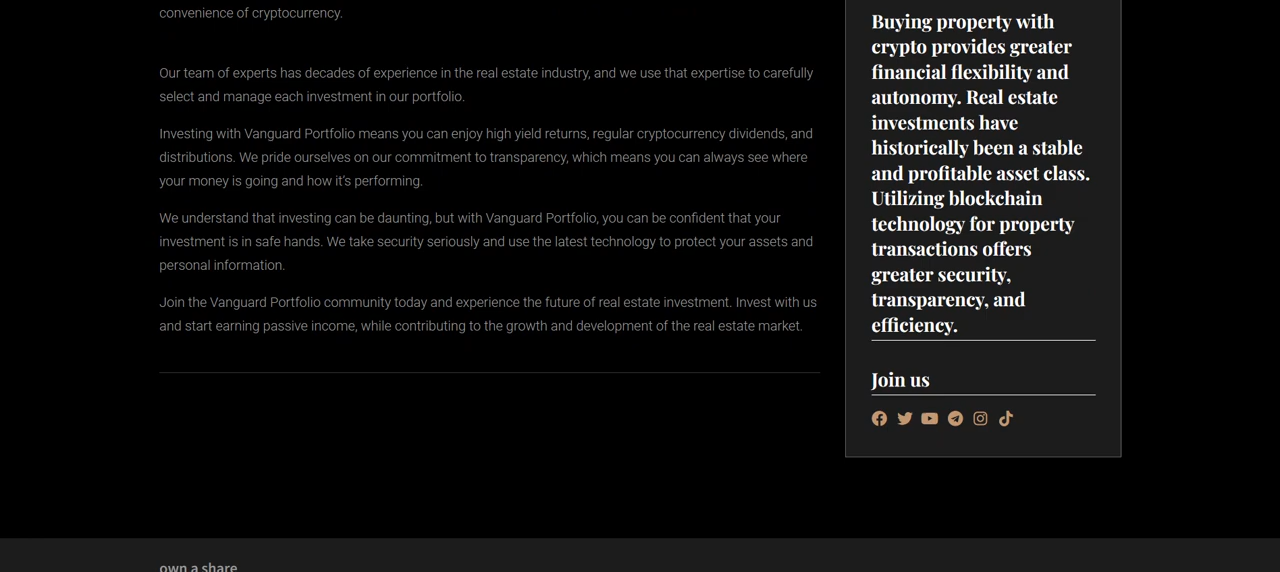 convenience of cryptocurrency.
Our team of experts has decades of experience in the real estate industry, and we use that expertise to carefully
select and manage each investment in our portfolio.
Investing with Vanguard Portfolio means you can enjoy high yield returns, regular cryptocurrency dividends, and
distributions. We pride ourselves on our commitment to transparency, which means you can always see where
your money is going and how it's performing.
We understand that investing can be daunting, but with Vanguard Portfolio, you can be confident that your
investment is in safe hands. We take security seriously and use the latest technology to protect your assets and
personal information.
Join the Vanguard Portfolio community today and experience the future of real estate investment. Invest with us
and start earning passive income, while contributing to the growth and development of the real estate market.
Buying property with
crypto provides greater
financial flexibility and
autonomy. Real estate
investments have
historically been a stable
and profitable asset class.
Utilizing blockchain
technology for property
transactions offers
greater security,
transparency, and
efficiency.
Join us
own a share